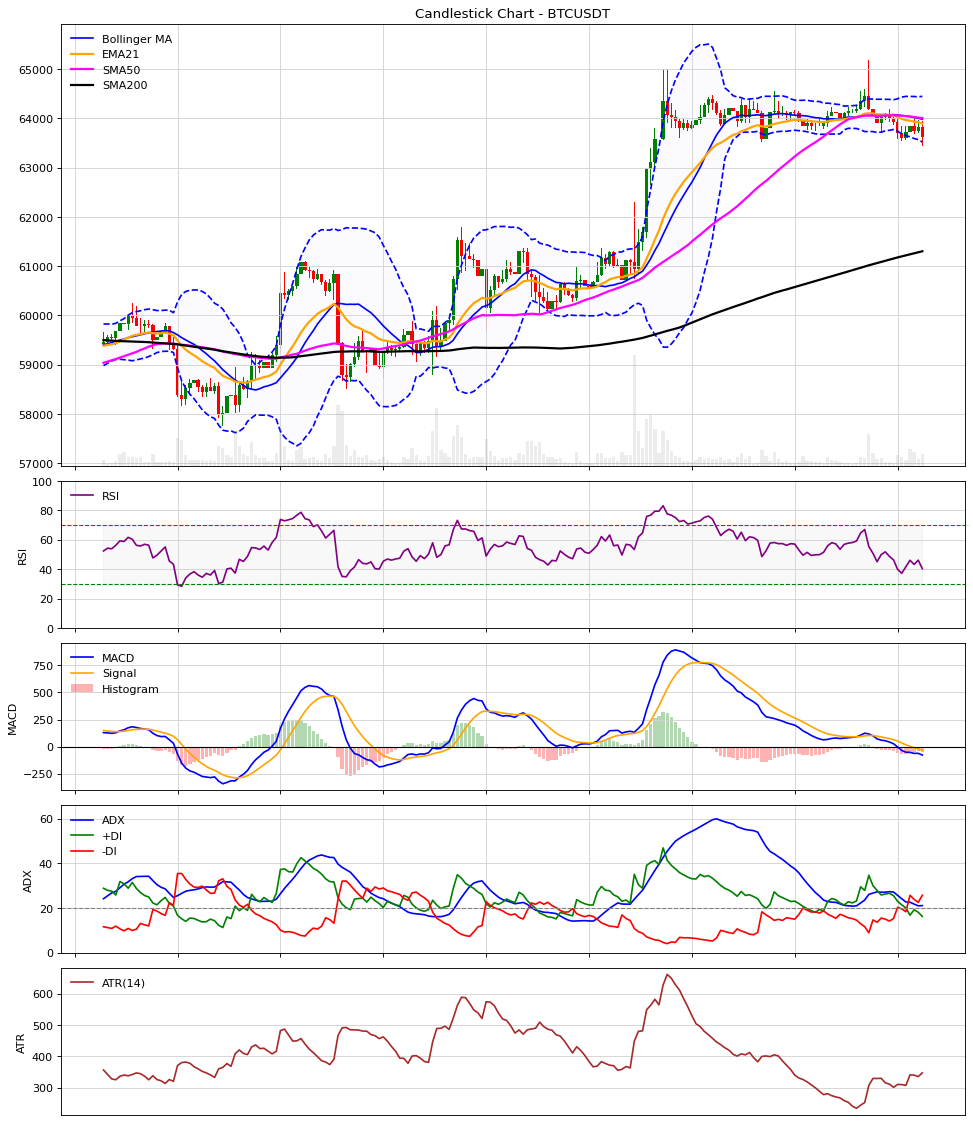 Candlestick Chart - BTCUSDT
Bollinger MA
EMA21
SMA50
SMA200
65000
64000
63000
62000
61000
60000
59000
58000
57000
RSI
100
80
60
40
20
0
RSI
MACD
Signal
Histogram
750
500
250
0
−250
MACD
ADX
+DI
-DI
60
40
20
0
ADX
ATR(14)
600
500
400
300
ATR